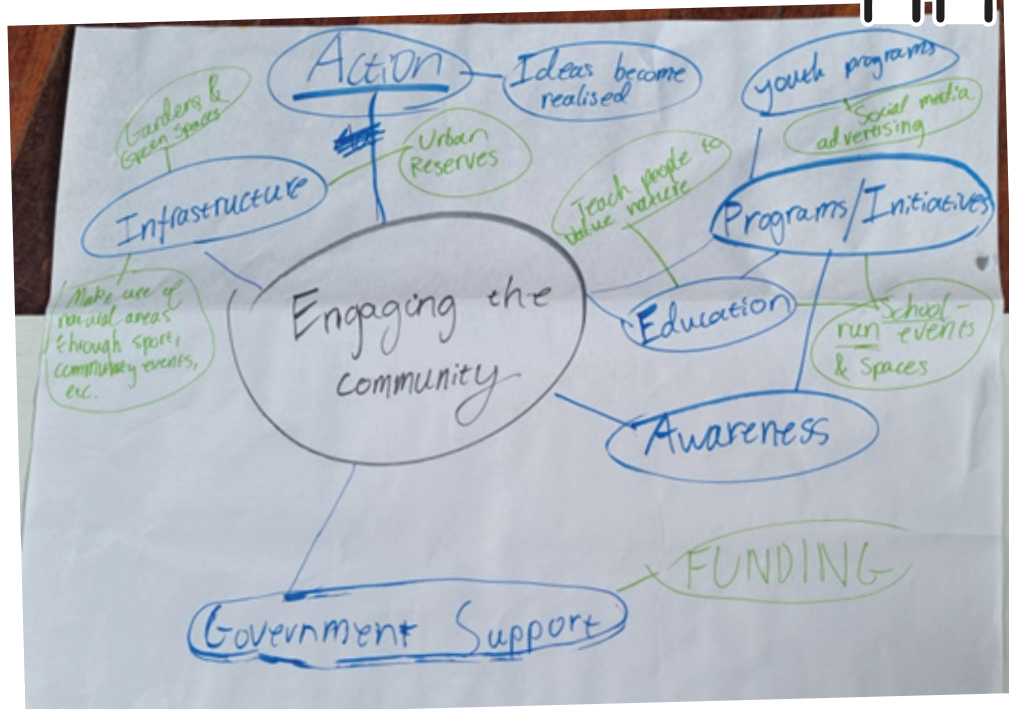 Action
Ideas become
realised
youth programs
Social media
advertising
Gardens &
Green Spaces
Urban
Reserves
Teach people to
value nature
Infrastructure
Programs/Initiatives
Make use of
natural areas
through sport,
community events,
etc.
Engaging the
community
Education
School-
run events
& Spaces
Awareness
FUNDING
Government Support